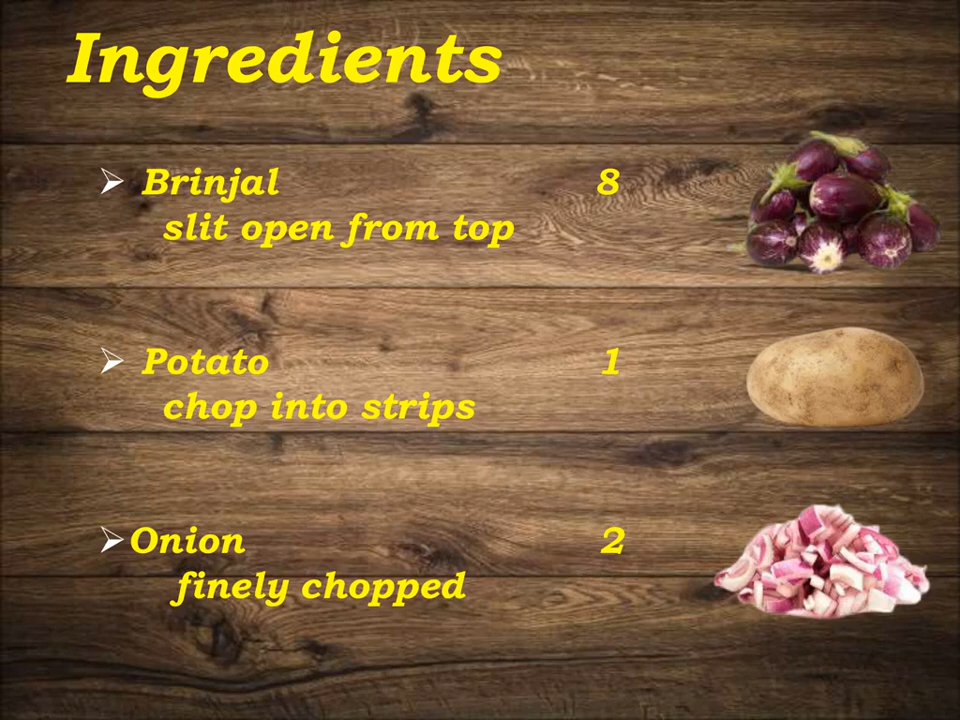 Ingredients
Brinjal 8
slit open from top
Potato 1
chop into strips
Onion 2
finely chopped